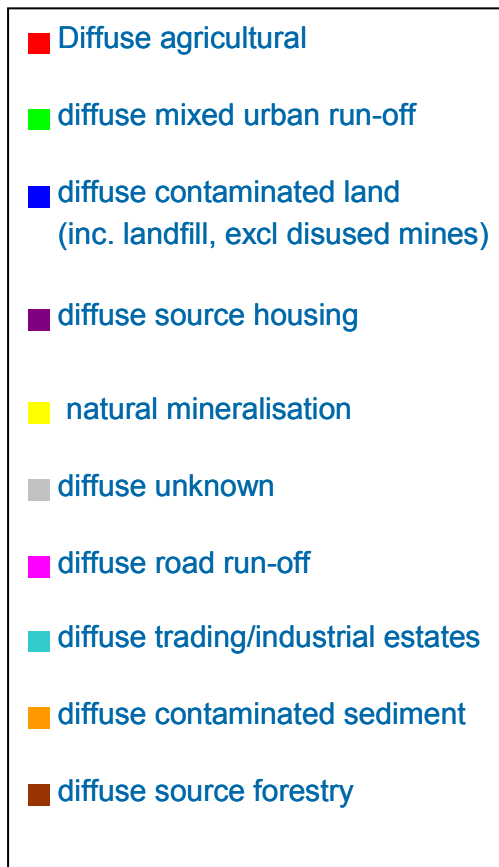 Diffuse agricultural
diffuse mixed urban run-off
diffuse contaminated land
(inc. landfill, excl disused mines)
diffuse source housing
natural mineralisation
diffuse unknown
diffuse road run-off
diffuse trading/industrial estates
diffuse contaminated sediment
diffuse source forestry